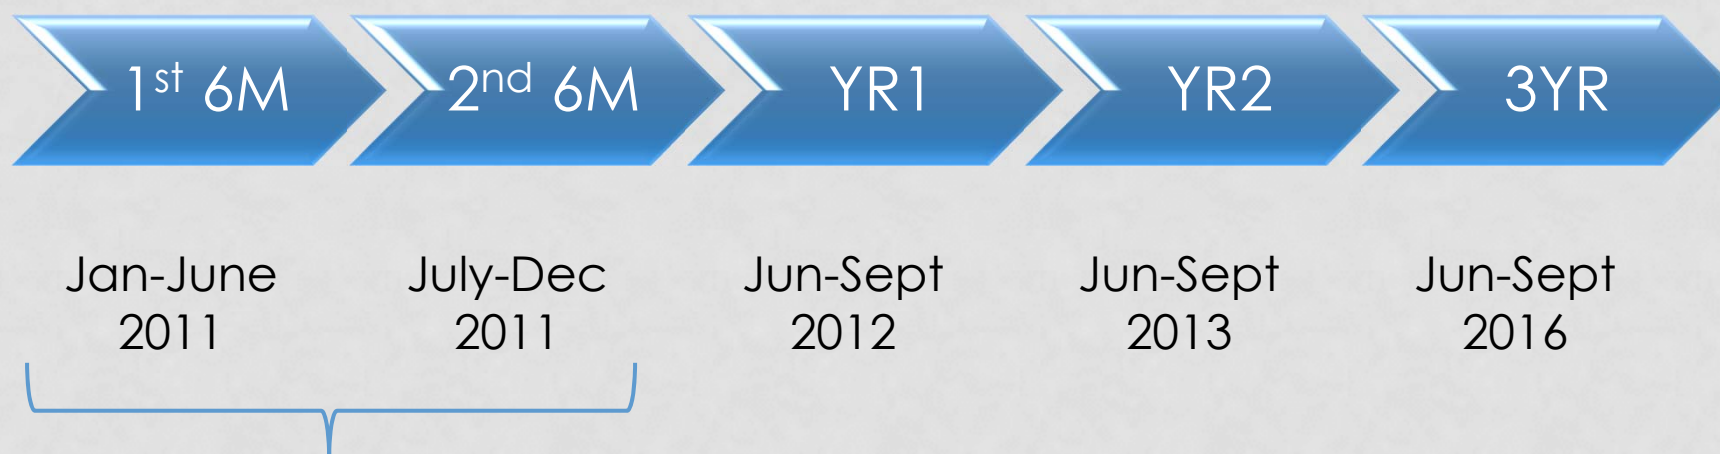 1st 6M
2nd 6M
YR1
YR2
3YR
Jan-June
2011
July-Dec
2011
Jun-Sept
2012
Jun-Sept
2013
Jun-Sept
2016